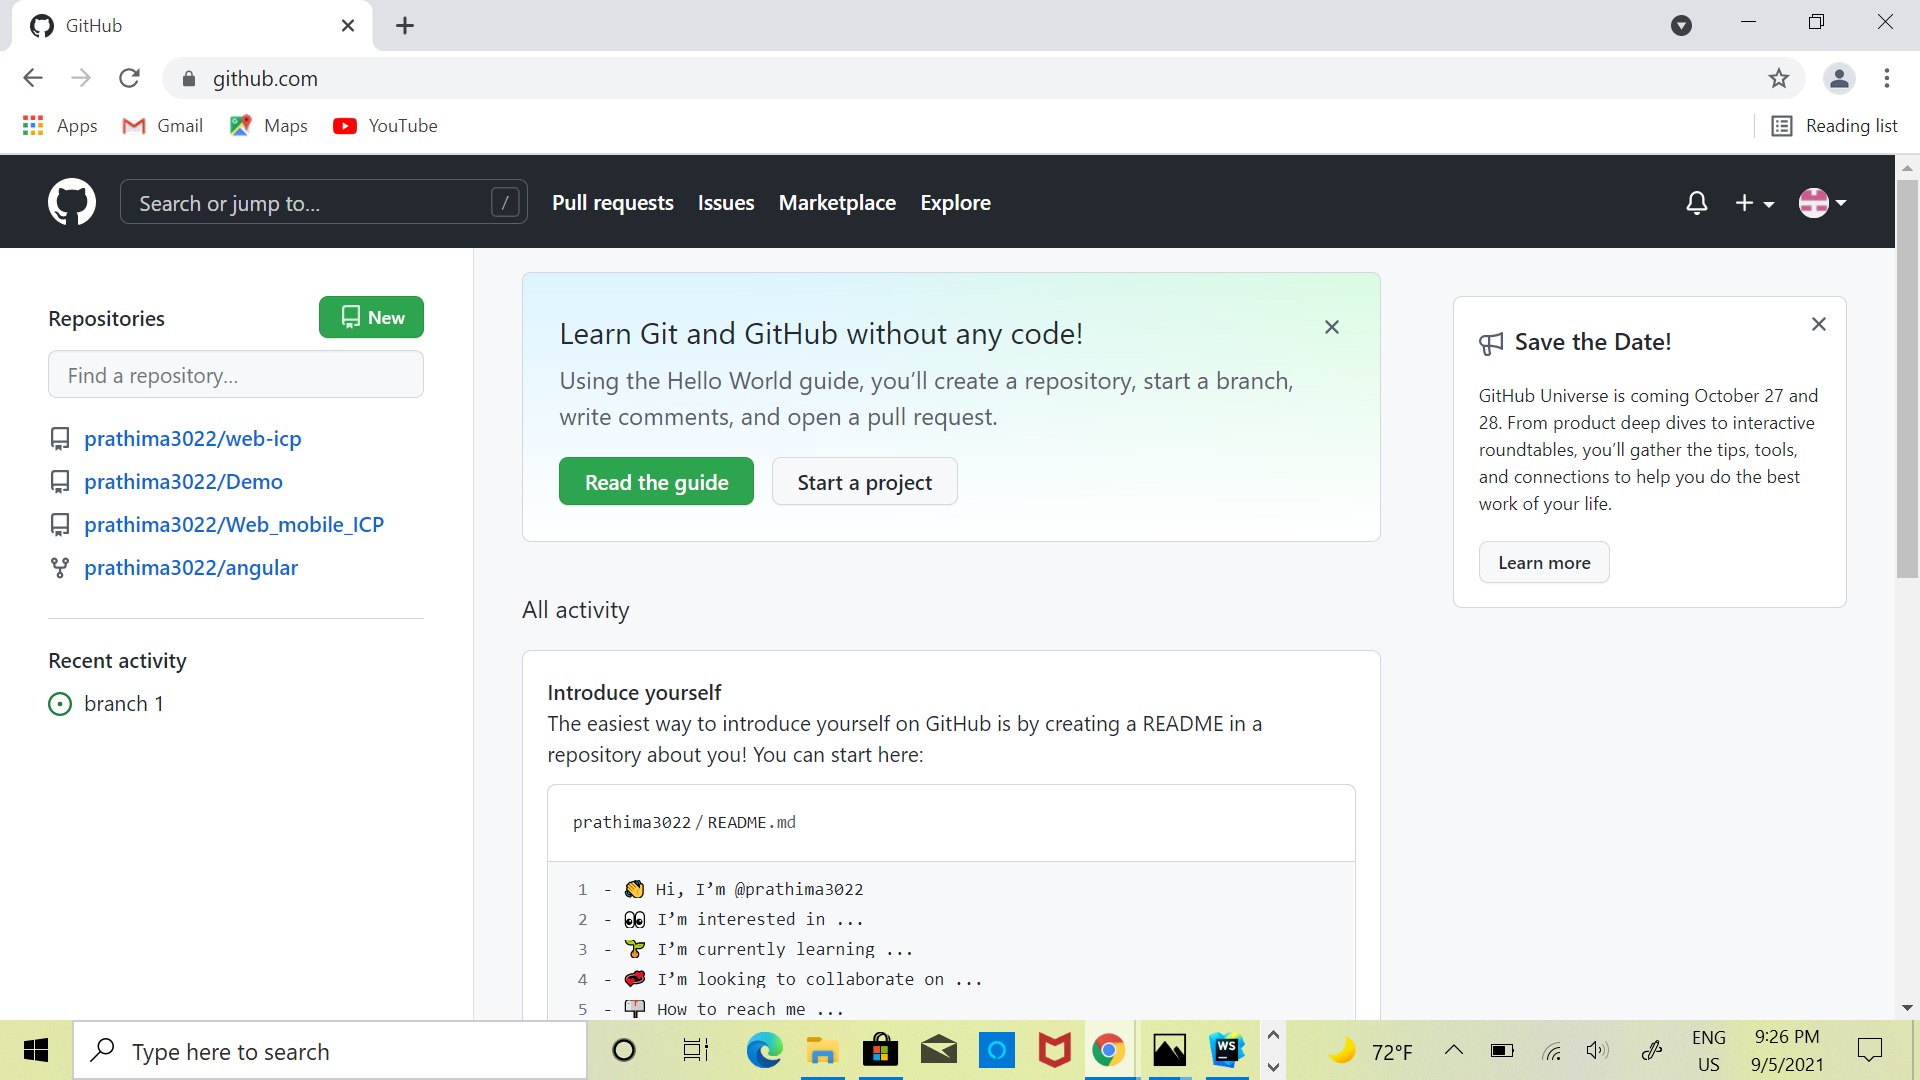 GitHub
github.com
Apps
Gmail
Maps
YouTube
Reading list
Search or jump to...
/
Pull requests
Issues
Marketplace
Explore
Repositories
New
Find a repository...
prathima3022/web-icp
prathima3022/Demo
prathima3022/Web_mobile_ICP
prathima3022/angular
Recent activity
branch 1
Learn Git and GitHub without any code!
Using the Hello World guide, you’ll create a repository, start a branch,
write comments, and open a pull request.
Read the guide
Start a project
All activity
Introduce yourself
The easiest way to introduce yourself on GitHub is by creating a README in a
repository about you! You can start here:
prathima3022 / README.md
1 - 👋 Hi, I’m @prathima3022
2 - 👀 I’m interested in ...
3 - 🌱 I’m currently learning ...
4 - 💞️ I’m looking to collaborate on ...
5 - 📫 How to reach me ...
Save the Date!
GitHub Universe is coming October 27 and
28. From product deep dives to interactive
roundtables, you’ll gather the tips, tools,
and connections to help you do the best
work of your life.
Learn more
Type here to search
WS
72°F
ENG
US
9:26 PM
9/5/2021